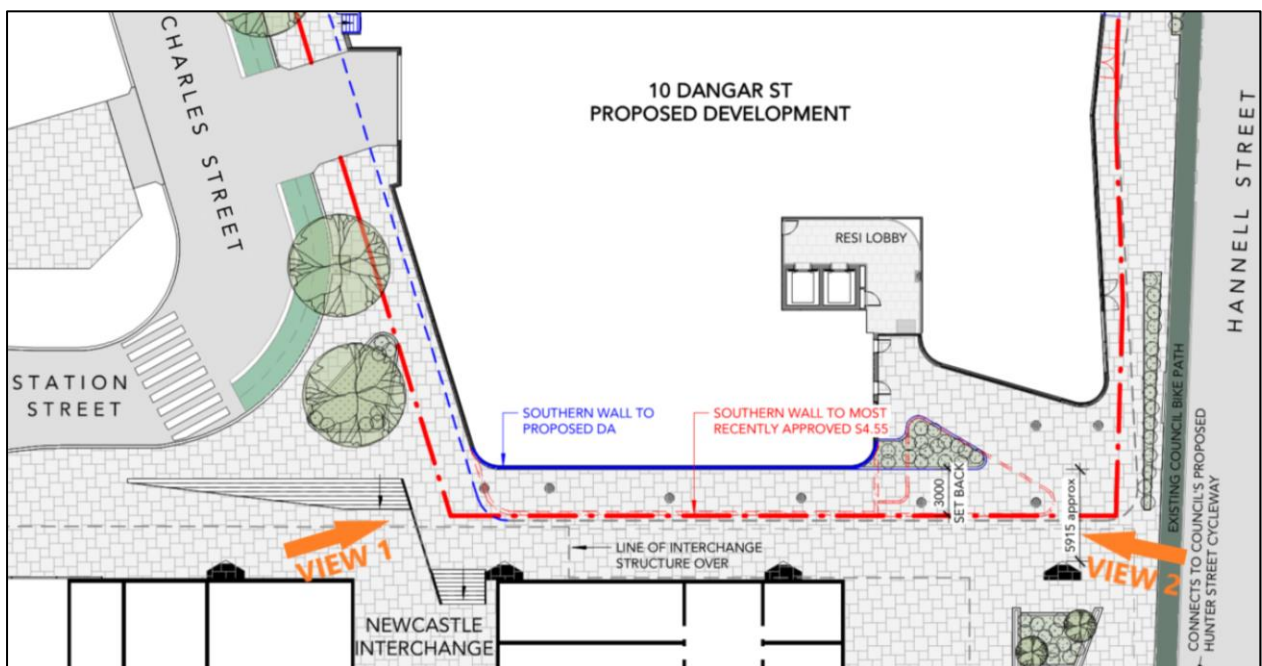 CHARLES STREET
10 DANGAR ST
PROPOSED DEVELOPMENT
HANNELL STREET
RESI LOBBY
STATION
STREET
SOUTHERN WALL TO
PROPOSED DA
SOUTHERN WALL TO MOST
RECENTLY APPROVED S4.55
3000
SET BACK
5915 approx
EXISTING COUNCIL BIKE PATH
CONNECTS TO COUNCIL'S PROPOSED
HUNTER STREET CYCLEWAY
VIEW 1
LINE OF INTERCHANGE
STRUCTURE OVER
VIEW 2
NEWCASTLE
INTERCHANGE